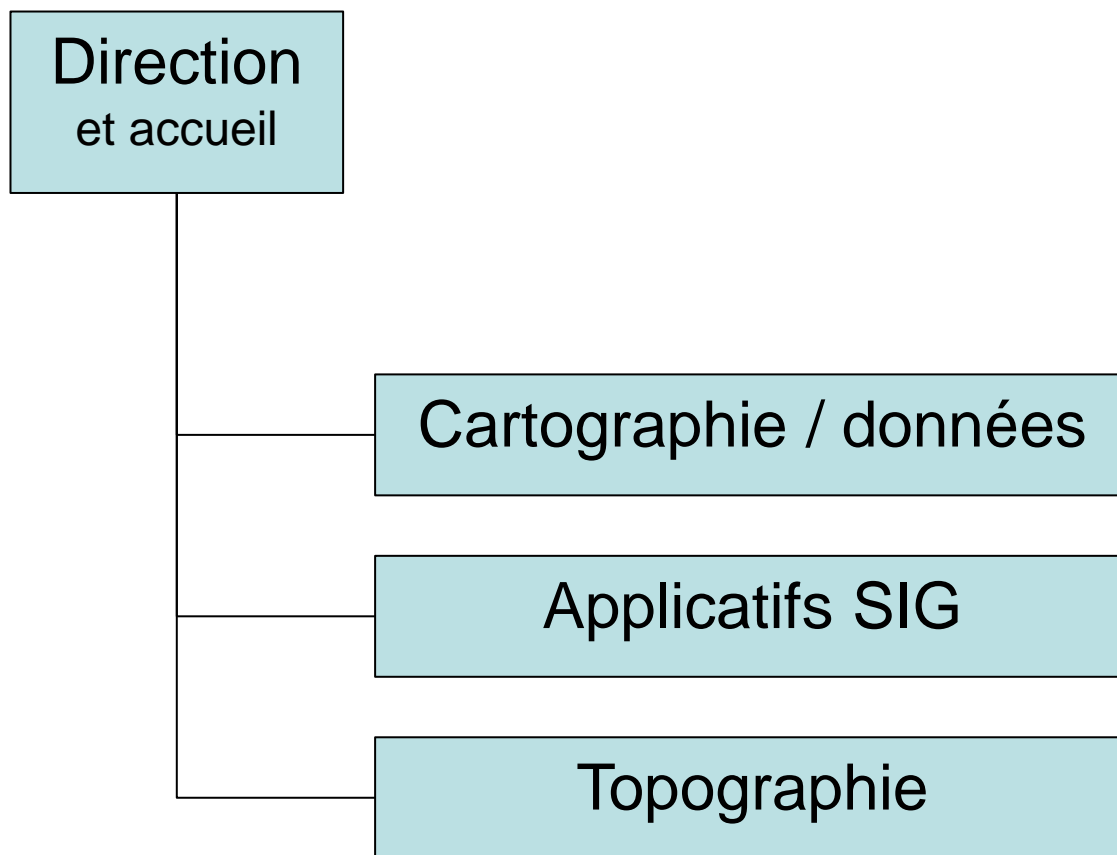 Direction
et accueil
Cartographie / données
Applicatifs SIG
Topographie